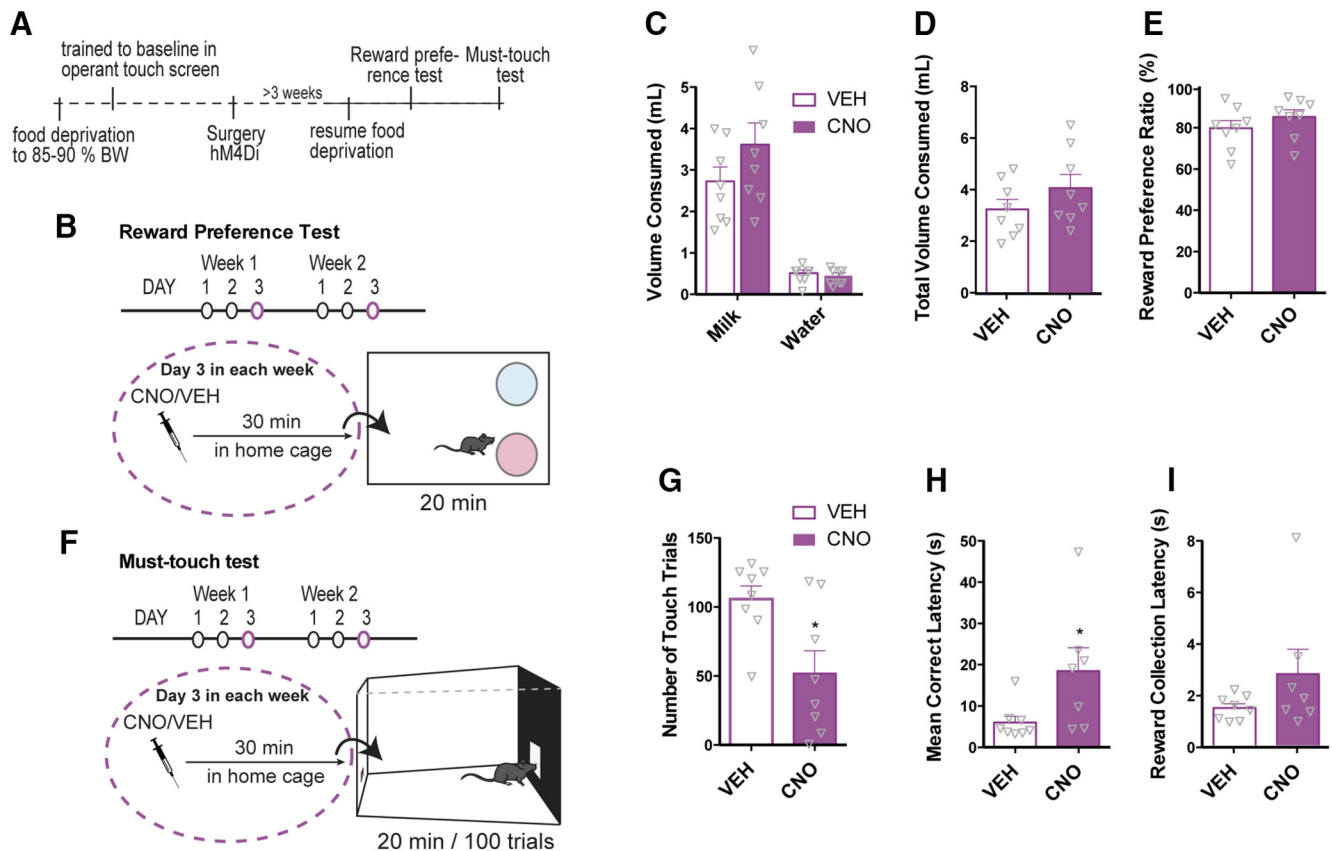 A
trained to baseline in
operant touch screen
Reward prefe-
rence test
Must-touch
test
>3 weeks
food deprivation
to 85-90 % BW
Surgery
hM4Di
resume food
deprivation
B
Reward Preference Test
Week 1
Week 2
DAY 1 2 3 1 2 3
Day 3 in each week
CNO/VEH
30 min
in home cage
20 min
C
Volume Consumed (mL)
5
4
3
2
1
0
VEH
CNO
Milk
Water
D
Total Volume Consumed (mL)
8
6
4
2
0
VEH
CNO
E
Reward Preference Ratio (%)
100
80
60
40
20
0
VEH
CNO
F
Must-touch test
Week 1
Week 2
DAY 1 2 3 1 2 3
Day 3 in each week
CNO/VEH
30 min
in home cage
20 min / 100 trials
G
VEH
CNO
Number of Touch Trials
150
100
50
0
*
VEH
CNO
H
Mean Correct Latency (s)
50
40
30
20
10
0
*
VEH
CNO
I
Reward Collection Latency (s)
8
6
4
2
0
VEH
CNO